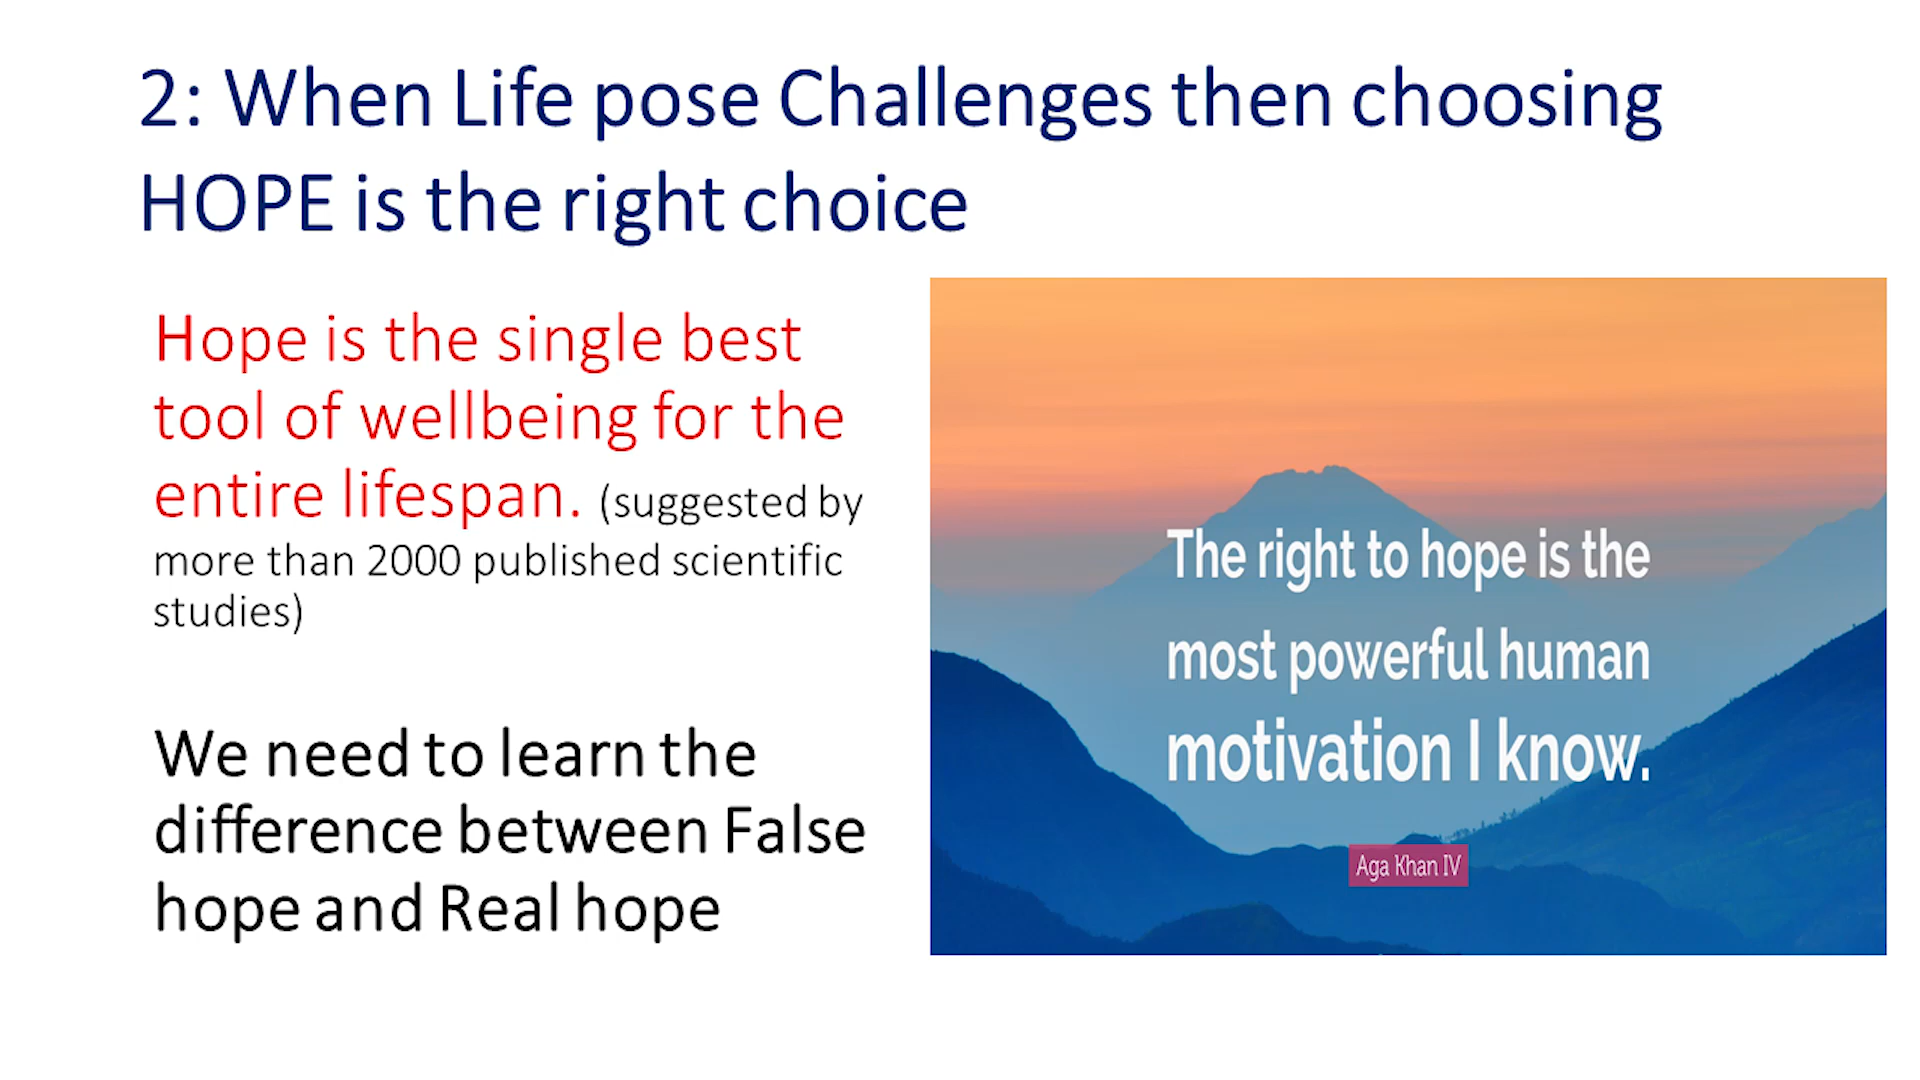 2: When Life pose Challenges then choosing
HOPE is the right choice
Hope is the single best
tool of wellbeing for the
entire lifespan. (suggested by
more than 2000 published scientific
studies)
We need to learn the
difference between False
hope and Real hope
The right to hope is the
most powerful human
motivation I know.
Aga Khan IV